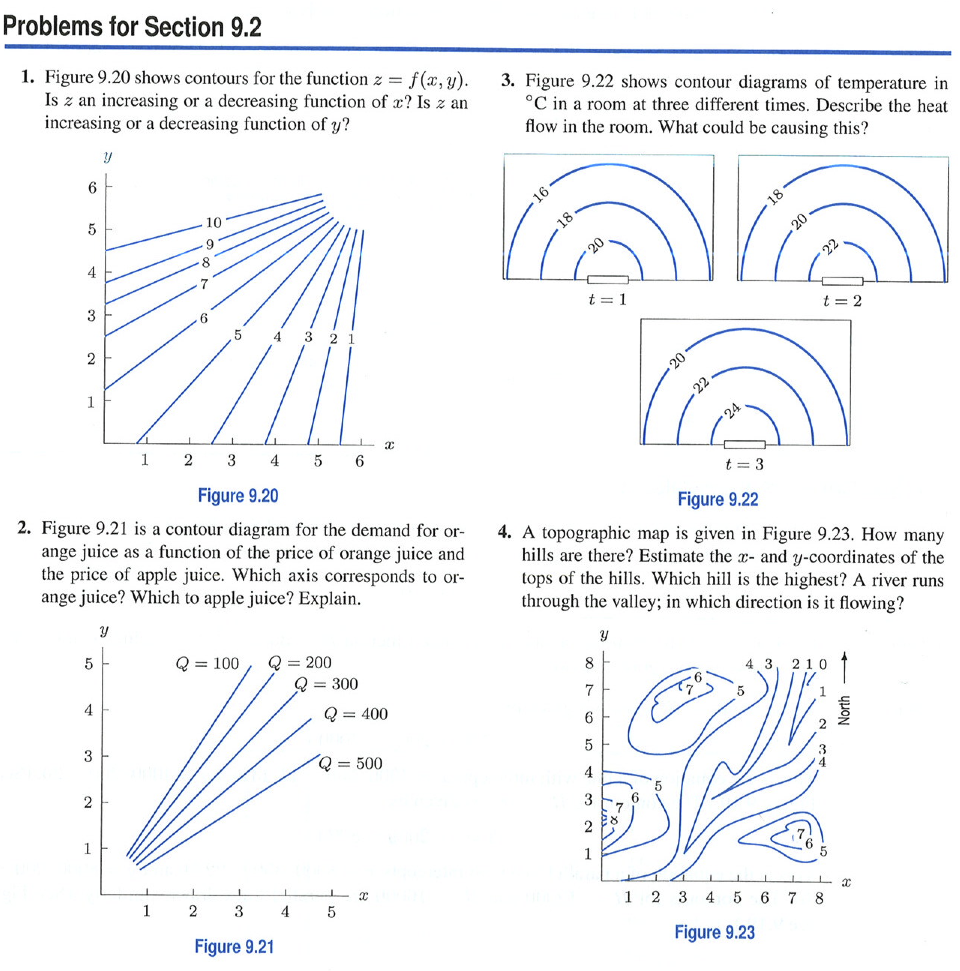 Problems for Section 9.2
1. Figure 9.20 shows contours for the function z = f(x, y).
Is z an increasing or a decreasing function of x? Is z an
increasing or a decreasing function of y?
y
6
5
4
3
2
1
10
9
8
7
6
5 4 3 2 1
x
1 2 3 4 5 6
Figure 9.20
2. Figure 9.21 is a contour diagram for the demand for or-
ange juice as a function of the price of orange juice and
the price of apple juice. Which axis corresponds to or-
ange juice? Which to apple juice? Explain.
y
5
4
3
2
1
Q = 100 Q = 200
Q = 300
Q = 400
Q = 500
x
1 2 3 4 5
Figure 9.21
3. Figure 9.22 shows contour diagrams of temperature in
°C in a room at three different times. Describe the heat
flow in the room. What could be causing this?
16
18
20
t = 1
18
20
22
t = 2
20
22
24
t = 3
Figure 9.22
4. A topographic map is given in Figure 9.23. How many
hills are there? Estimate the x- and y-coordinates of the
tops of the hills. Which hill is the highest? A river runs
through the valley; in which direction is it flowing?
y
8
7
6
5
4
3
2
1
4 3 2 1 0
6
7 5 1
2
3
4
North
5
6
7
8
7
6
5
x
1 2 3 4 5 6 7 8
Figure 9.23